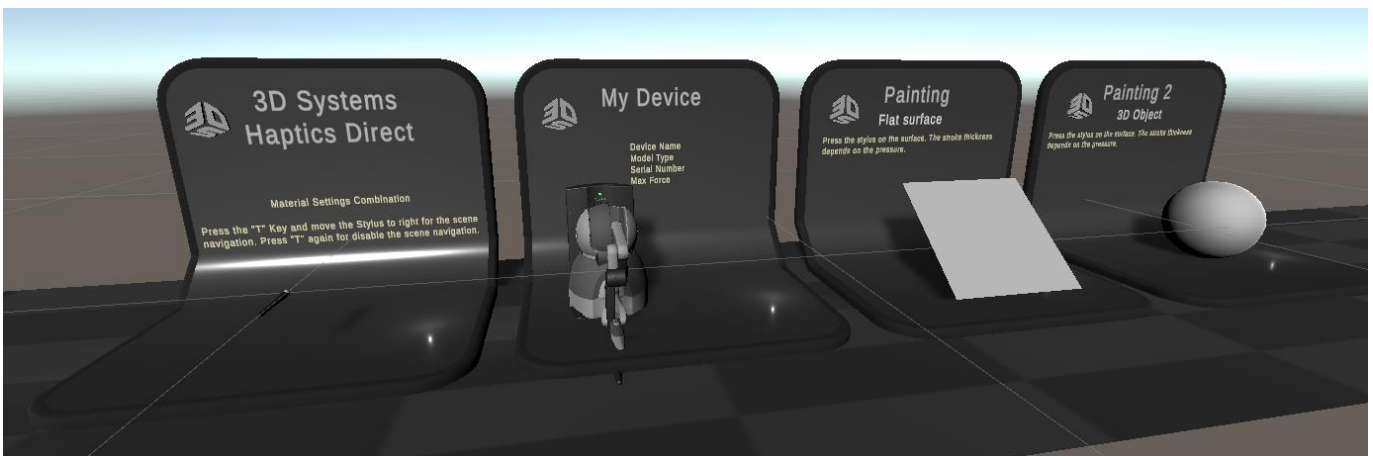 3D Systems
Haptics Direct
Material Settings Combination
Press the "T" Key and move the Stylus to right for the scene
navigation. Press "T" again for disable the scene navigation.
My Device
Device Name
Model Type
Serial Number
Max Force
Painting
Flat surface
Press the stylus on the surface. The stroke thickness
depends on the pressure.
Painting 2
3D Object
Press the stylus on the surface. The stroke thickness
depends on the pressure.